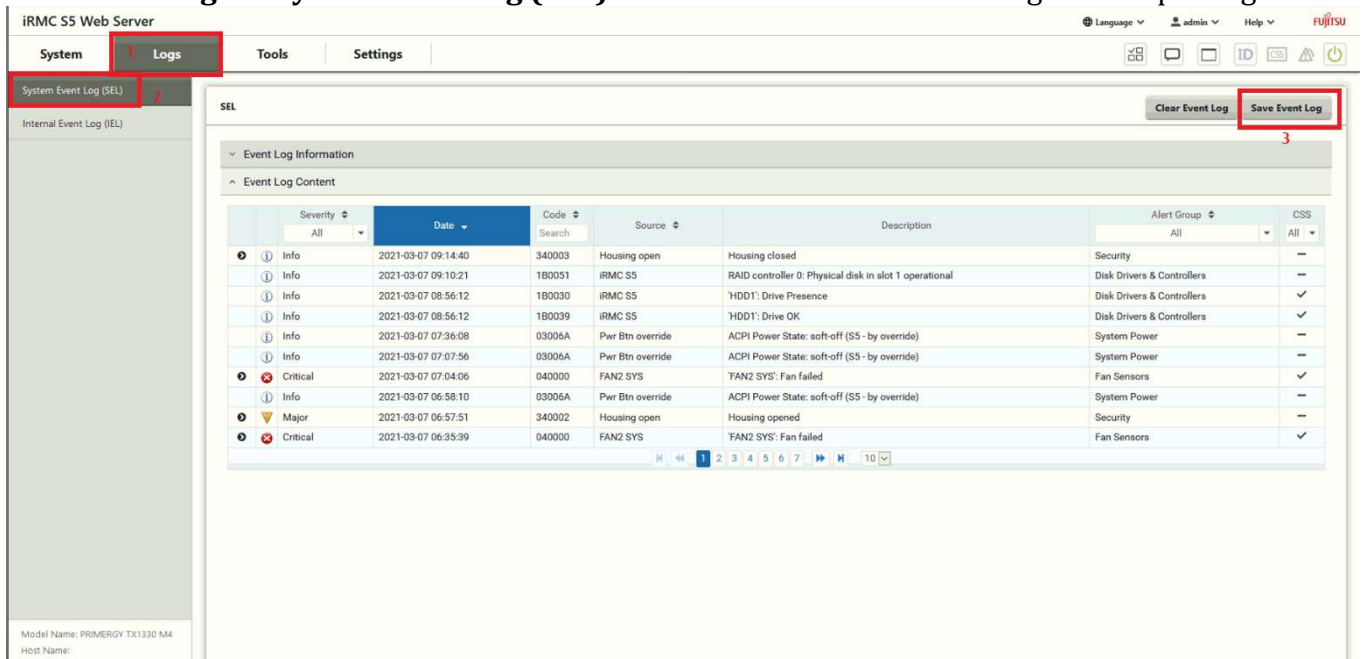 iRMC S5 Web Server Language admin Help FUJITSU
System 1 Logs Tools Settings ID CSS
System Event Log (SEL) 2
Internal Event Log (IEL)
SEL Clear Event Log Save Event Log
3
Event Log Information
Event Log Content
Severity Date Code Source Description Alert Group CSS
All Search All All
Info 2021-03-07 09:14:40 340003 Housing open Housing closed Security –
Info 2021-03-07 09:10:21 1B0051 iRMC S5 RAID controller 0: Physical disk in slot 1 operational Disk Drivers & Controllers –
Info 2021-03-07 08:56:12 1B0030 iRMC S5 'HDD1': Drive Presence Disk Drivers & Controllers ✓
Info 2021-03-07 08:56:12 1B0039 iRMC S5 'HDD1': Drive OK Disk Drivers & Controllers ✓
Info 2021-03-07 07:36:08 03006A Pwr Btn override ACPI Power State: soft-off (S5 - by override) System Power –
Info 2021-03-07 07:07:56 03006A Pwr Btn override ACPI Power State: soft-off (S5 - by override) System Power –
Critical 2021-03-07 07:04:06 040000 FAN2 SYS 'FAN2 SYS': Fan failed Fan Sensors ✓
Info 2021-03-07 06:58:10 03006A Pwr Btn override ACPI Power State: soft-off (S5 - by override) System Power –
Major 2021-03-07 06:57:51 340002 Housing open Housing opened Security –
Critical 2021-03-07 06:35:39 040000 FAN2 SYS 'FAN2 SYS': Fan failed Fan Sensors ✓
1 2 3 4 5 6 7 10
Model Name: PRIMERGY TX1330 M4
Host Name: